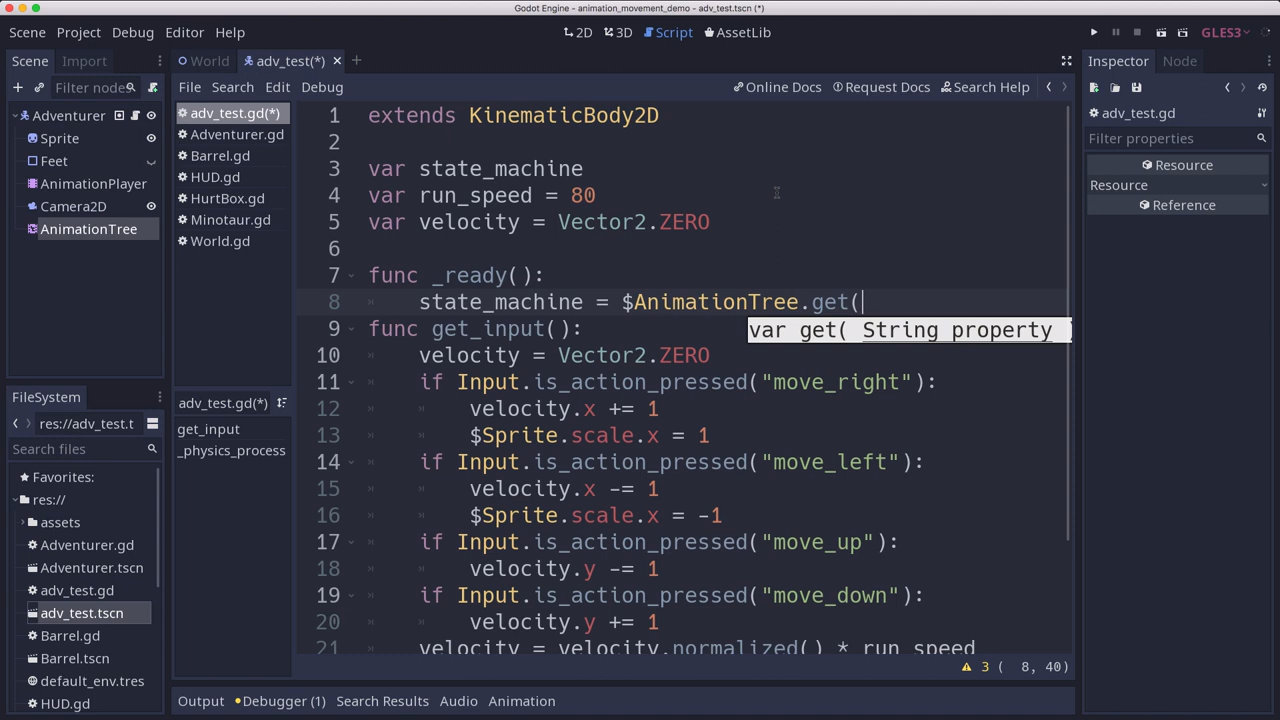 Godot Engine - animation_movement_demo - adv_test.tscn (*)
Scene Project Debug Editor Help
2D 3D Script AssetLib
GLES3
Scene Import
World adv_test(*)
Inspector Node
Filter nodes
File Search Edit Debug
Online Docs Request Docs Search Help
Adventurer
Sprite
Feet
AnimationPlayer
Camera2D
AnimationTree
adv_test.gd(*)
Adventurer.gd
Barrel.gd
HUD.gd
HurtBox.gd
Minotaur.gd
World.gd
adv_test.gd(*)
get_input
_physics_process
1 extends KinematicBody2D
2
3 var state_machine
4 var run_speed = 80
5 var velocity = Vector2.ZERO
6
7 func _ready():
8 state_machine = $AnimationTree.get(
var get( String property )
9 func get_input():
10 velocity = Vector2.ZERO
11 if Input.is_action_pressed("move_right"):
12 velocity.x += 1
13 $Sprite.scale.x = 1
14 if Input.is_action_pressed("move_left"):
15 velocity.x -= 1
16 $Sprite.scale.x = -1
17 if Input.is_action_pressed("move_up"):
18 velocity.y -= 1
19 if Input.is_action_pressed("move_down"):
20 velocity.y += 1
21 velocity = velocity.normalized() * run_speed
3 ( 8, 40)
adv_test.gd
Filter properties
Resource
Resource
Reference
FileSystem
res://adv_test.t
Search files
Favorites:
res://
assets
Adventurer.gd
Adventurer.tscn
adv_test.gd
adv_test.tscn
Barrel.gd
Barrel.tscn
default_env.tres
HUD.gd
Output Debugger (1) Search Results Audio Animation